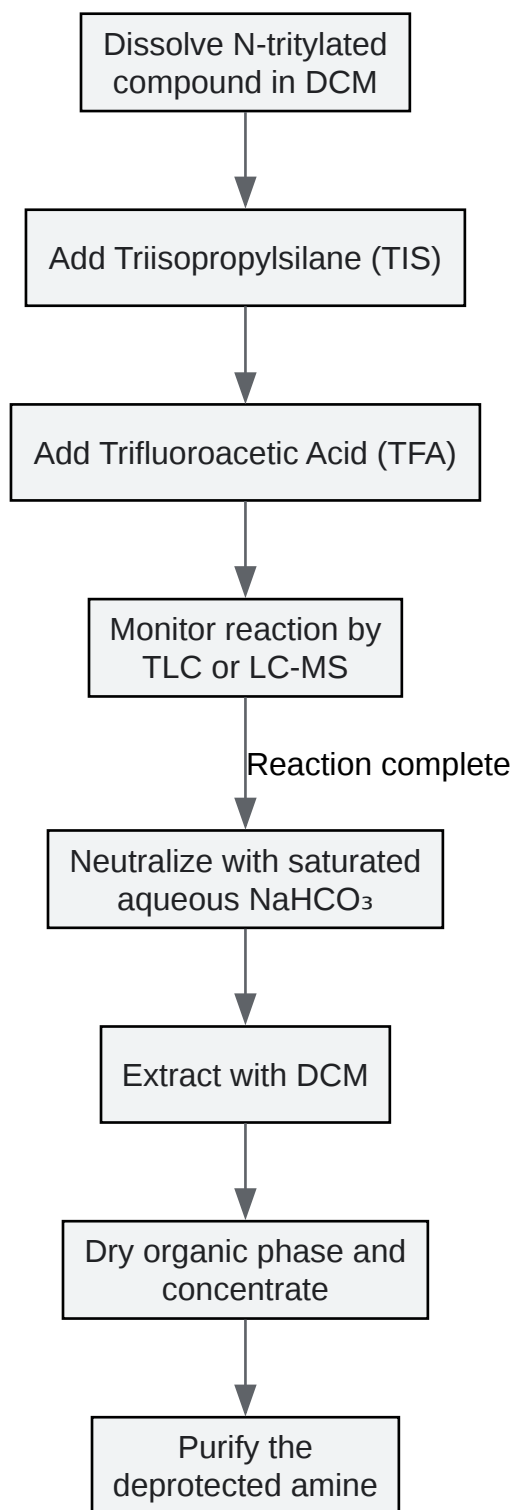 Dissolve N-tritylated
compound in DCM
Add Triisopropylsilane (TIS)
Add Trifluoroacetic Acid (TFA)
Monitor reaction by
TLC or LC-MS
Reaction complete
Neutralize with saturated
aqueous NaHCO₃
Extract with DCM
Dry organic phase and
concentrate
Purify the
deprotected amine